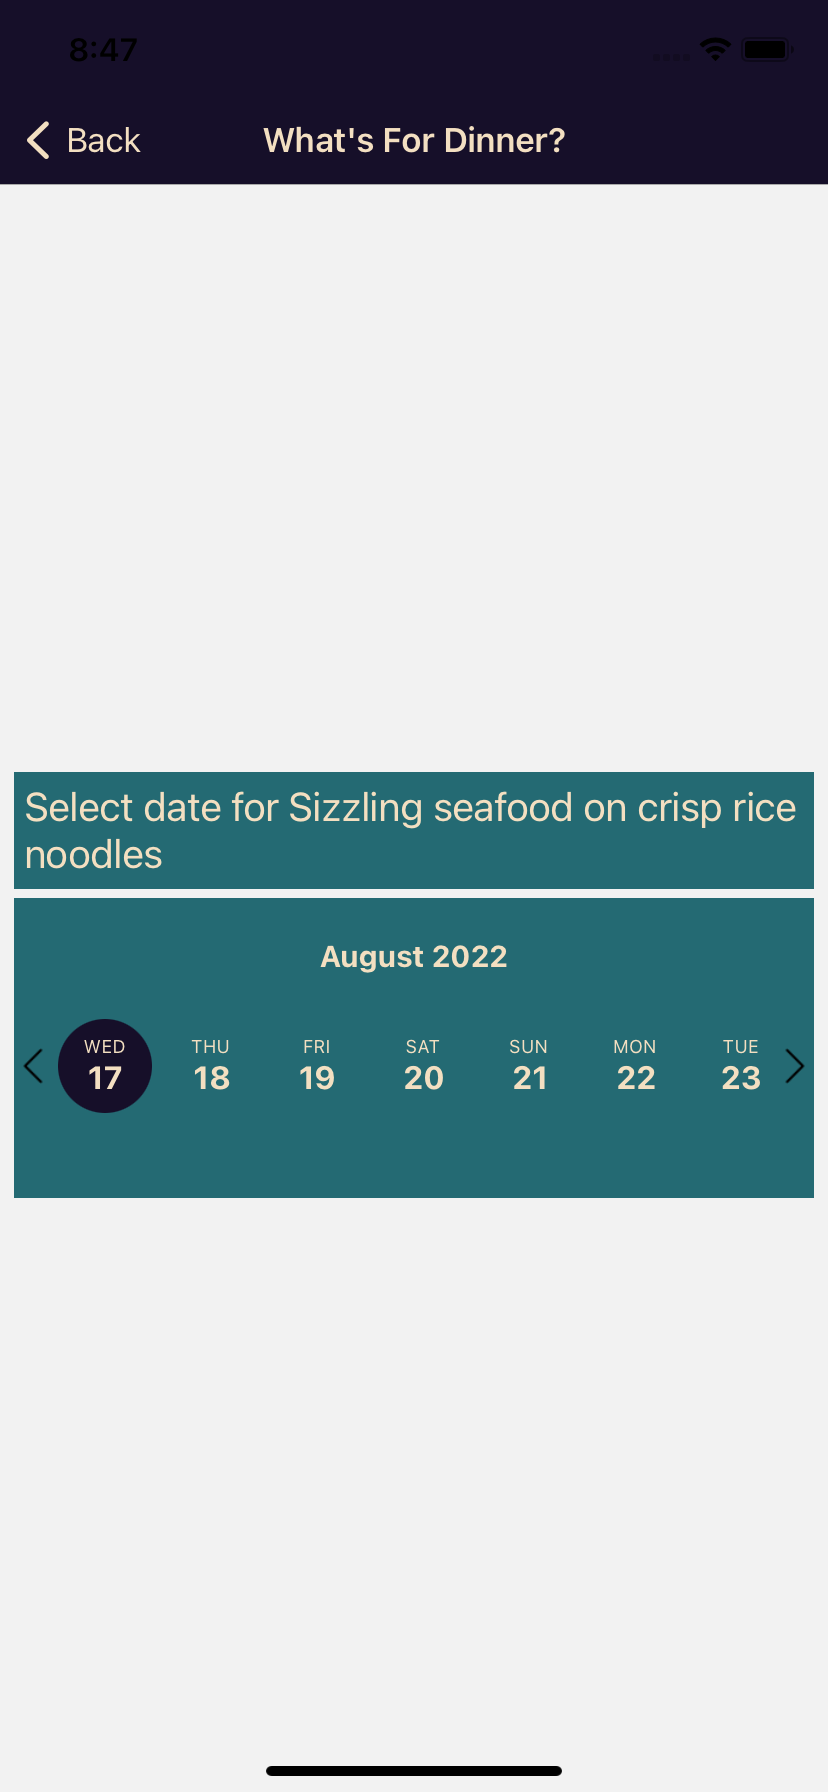 8:47
Back
What's For Dinner?
Select date for Sizzling seafood on crisp rice
noodles
August 2022
WED THU FRI SAT SUN MON TUE
17 18 19 20 21 22 23